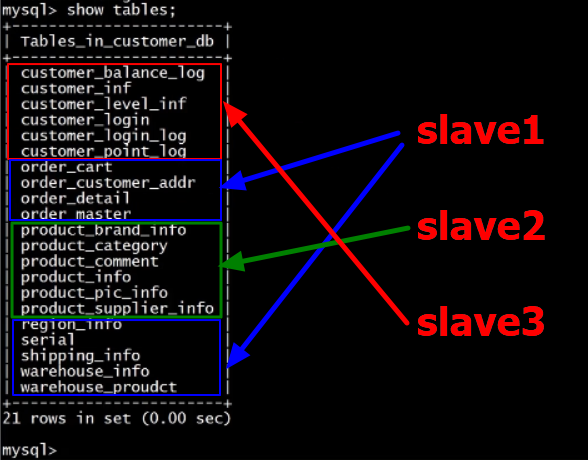 mysql> show tables;
+-----------------------+
| Tables_in_customer_db |
+-----------------------+
| customer_balance_log |
| customer_inf |
| customer_level_inf |
| customer_login |
| customer_login_log |
| customer_point_log |
| order_cart |
| order_customer_addr |
| order_detail |
| order_master |
| product_brand_info |
| product_category |
| product_comment |
| product_info |
| product_pic_info |
| product_supplier_info |
| region_info |
| serial |
| shipping_info |
| warehouse_info |
| warehouse_proudct |
+-----------------------+
21 rows in set (0.00 sec)
mysql>
slave1
slave2
slave3